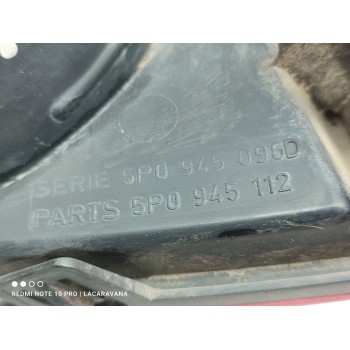 SERIE 5P0 945 096D
PARTS 5P0 945 112
REDMI NOTE 10 PRO | LACARAVANA